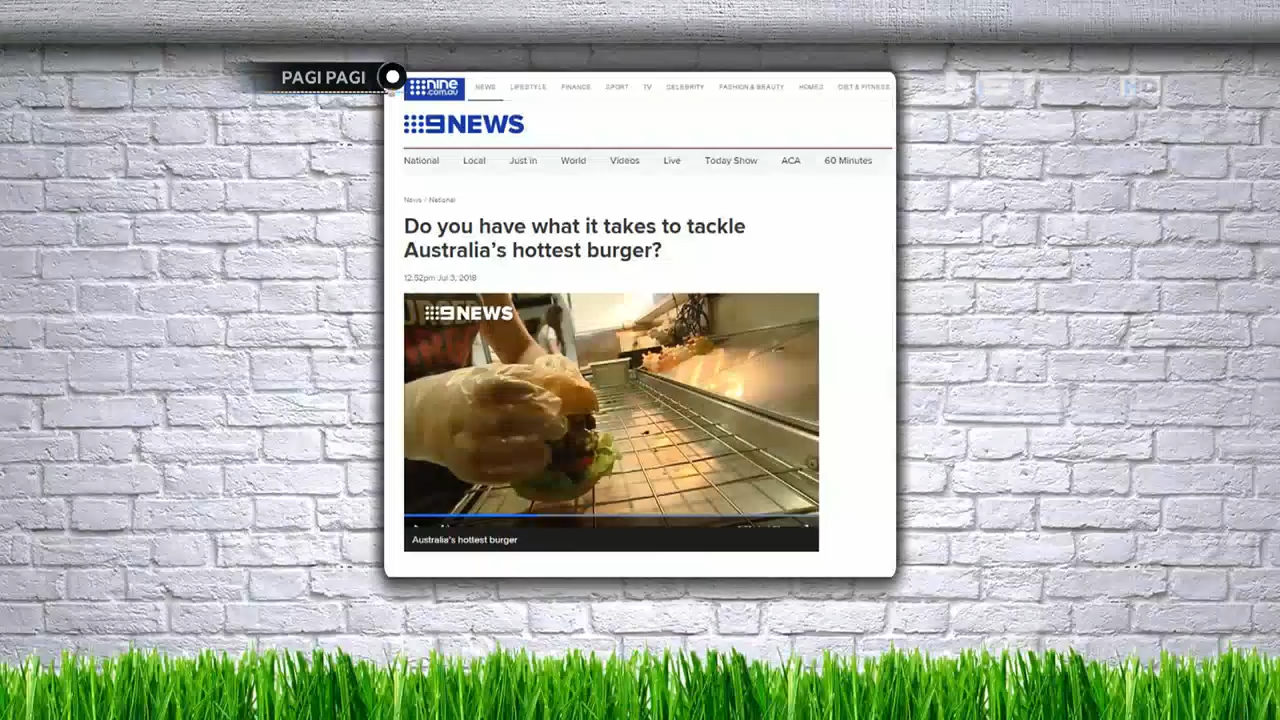 PAGI PAGI
nine
.com.au
NEWS LIFESTYLE FINANCE SPORT TV CELEBRITY FASHION & BEAUTY HOMES DIET & FITNESS
9NEWS
National Local Just in World Videos Live Today Show ACA 60 Minutes
News / National
Do you have what it takes to tackle
Australia's hottest burger?
12:52pm Jul 3, 2018
9NEWS
Australia's hottest burger
HD